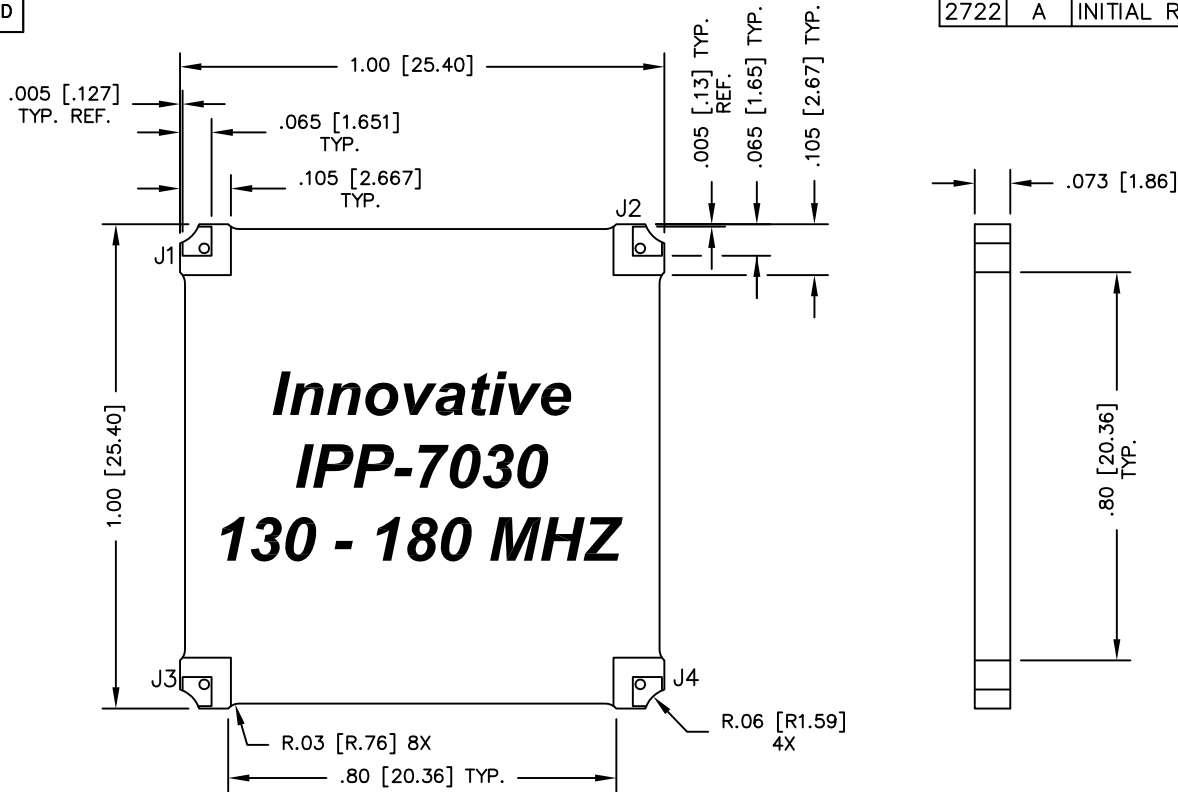 D
2722 A INITIAL R
1.00 [25.40]
.005 [.127]
TYP. REF.
.065 [1.651]
TYP.
.105 [2.667]
TYP.
.005 [.13] TYP.
REF.
.065 [1.65] TYP.
.105 [2.67] TYP.
.073 [1.86]
J1
J2
1.00 [25.40]
Innovative
IPP-7030
130 - 180 MHZ
.80 [20.36]
TYP.
J3
J4
R.03 [R.76] 8X
R.06 [R1.59]
4X
.80 [20.36] TYP.